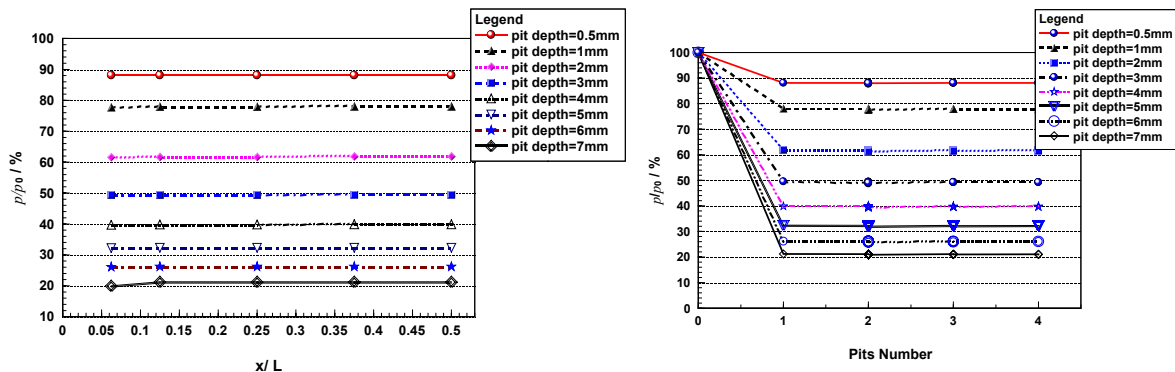 Legend
pit depth=0.5mm
pit depth=1mm
pit depth=2mm
pit depth=3mm
pit depth=4mm
pit depth=5mm
pit depth=6mm
pit depth=7mm
100
90
80
70
60
50
40
30
20
10
0
p/p0 / %
0 0.05 0.1 0.15 0.2 0.25 0.3 0.35 0.4 0.45 0.5
x/ L
Legend
pit depth=0.5mm
pit depth=1mm
pit depth=2mm
pit depth=3mm
pit depth=4mm
pit depth=5mm
pit depth=6mm
pit depth=7mm
100
90
80
70
60
50
40
30
20
10
0
p/p0 / %
0 1 2 3 4
Pits Number